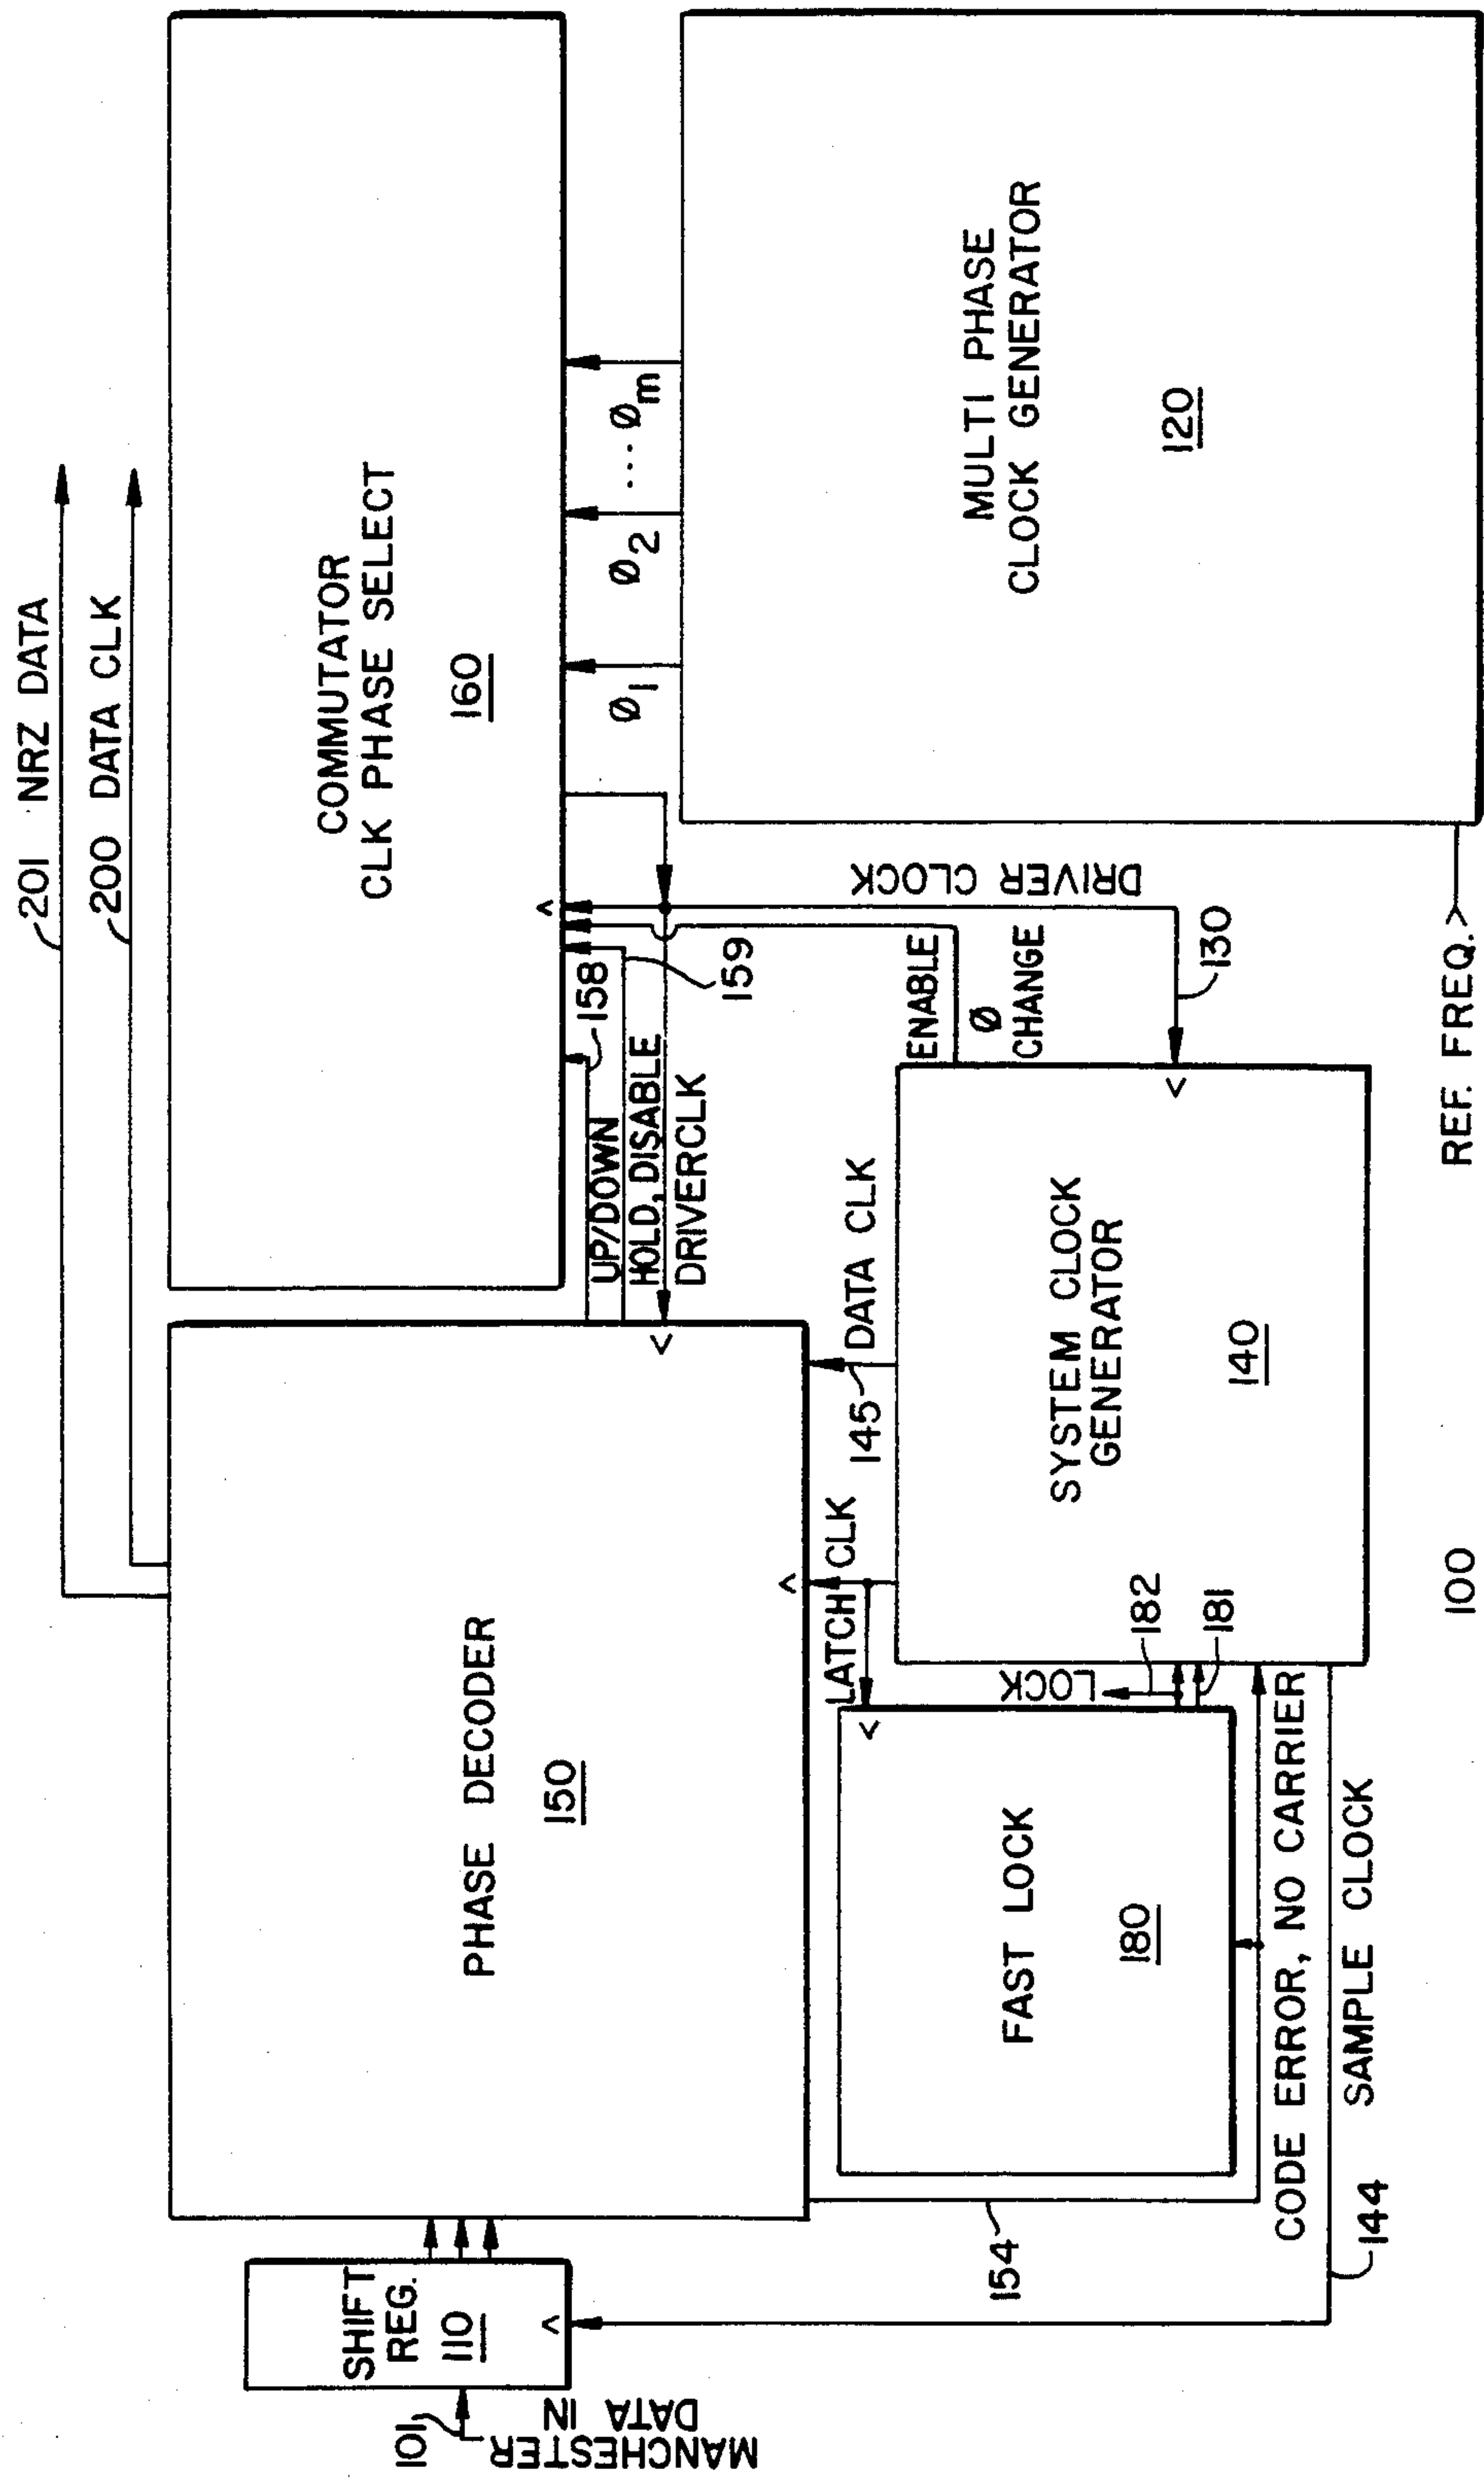 201 NRZ DATA
200 DATA CLK
COMMUTATOR
CLK PHASE SELECT
160
Ø1
Ø2
...Øm
MULTI PHASE
CLOCK GENERATOR
120
REF. FREQ.
DRIVER CLOCK
130
ENABLE
Ø
CHANGE
158
159
UP/DOWN
HOLD, DISABLE
DRIVERCLK
PHASE DECODER
150
SHIFT
REG.
110
101
MANCHESTER
DATA IN
145
DATA CLK
LATCH CLK
SYSTEM CLOCK
GENERATOR
140
FAST LOCK
180
LOCK
182
181
154
CODE ERROR, NO CARRIER
144
SAMPLE CLOCK
100